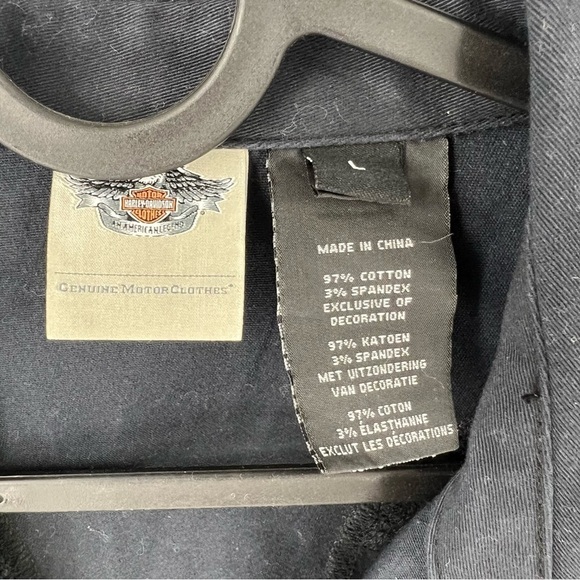 MOTOR
HARLEY-DAVIDSON
CLOTHES
AN AMERICAN LEGEND
GENUINE MOTORCLOTHES
L
MADE IN CHINA
97% COTTON
3% SPANDEX
EXCLUSIVE OF
DECORATION
97% KATOEN
3% SPANDEX
MET UITZONDERING
VAN DECORATIE
97% COTON
3% ÉLASTHANNE
EXCLUT LES DÉCORATIONS